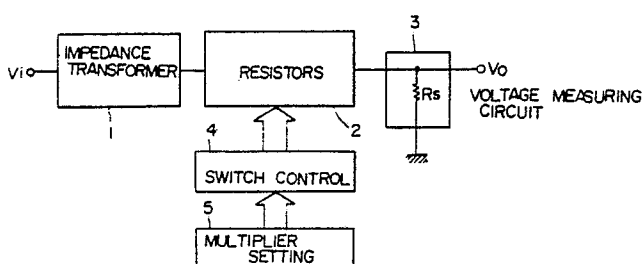 3
IMPEDANCE
TRANSFORMER
RESISTORS
Vi
Vo
Rs
VOLTAGE MEASURING
CIRCUIT
1
2
4
SWITCH CONTROL
5
MULTIPLIER
SETTING